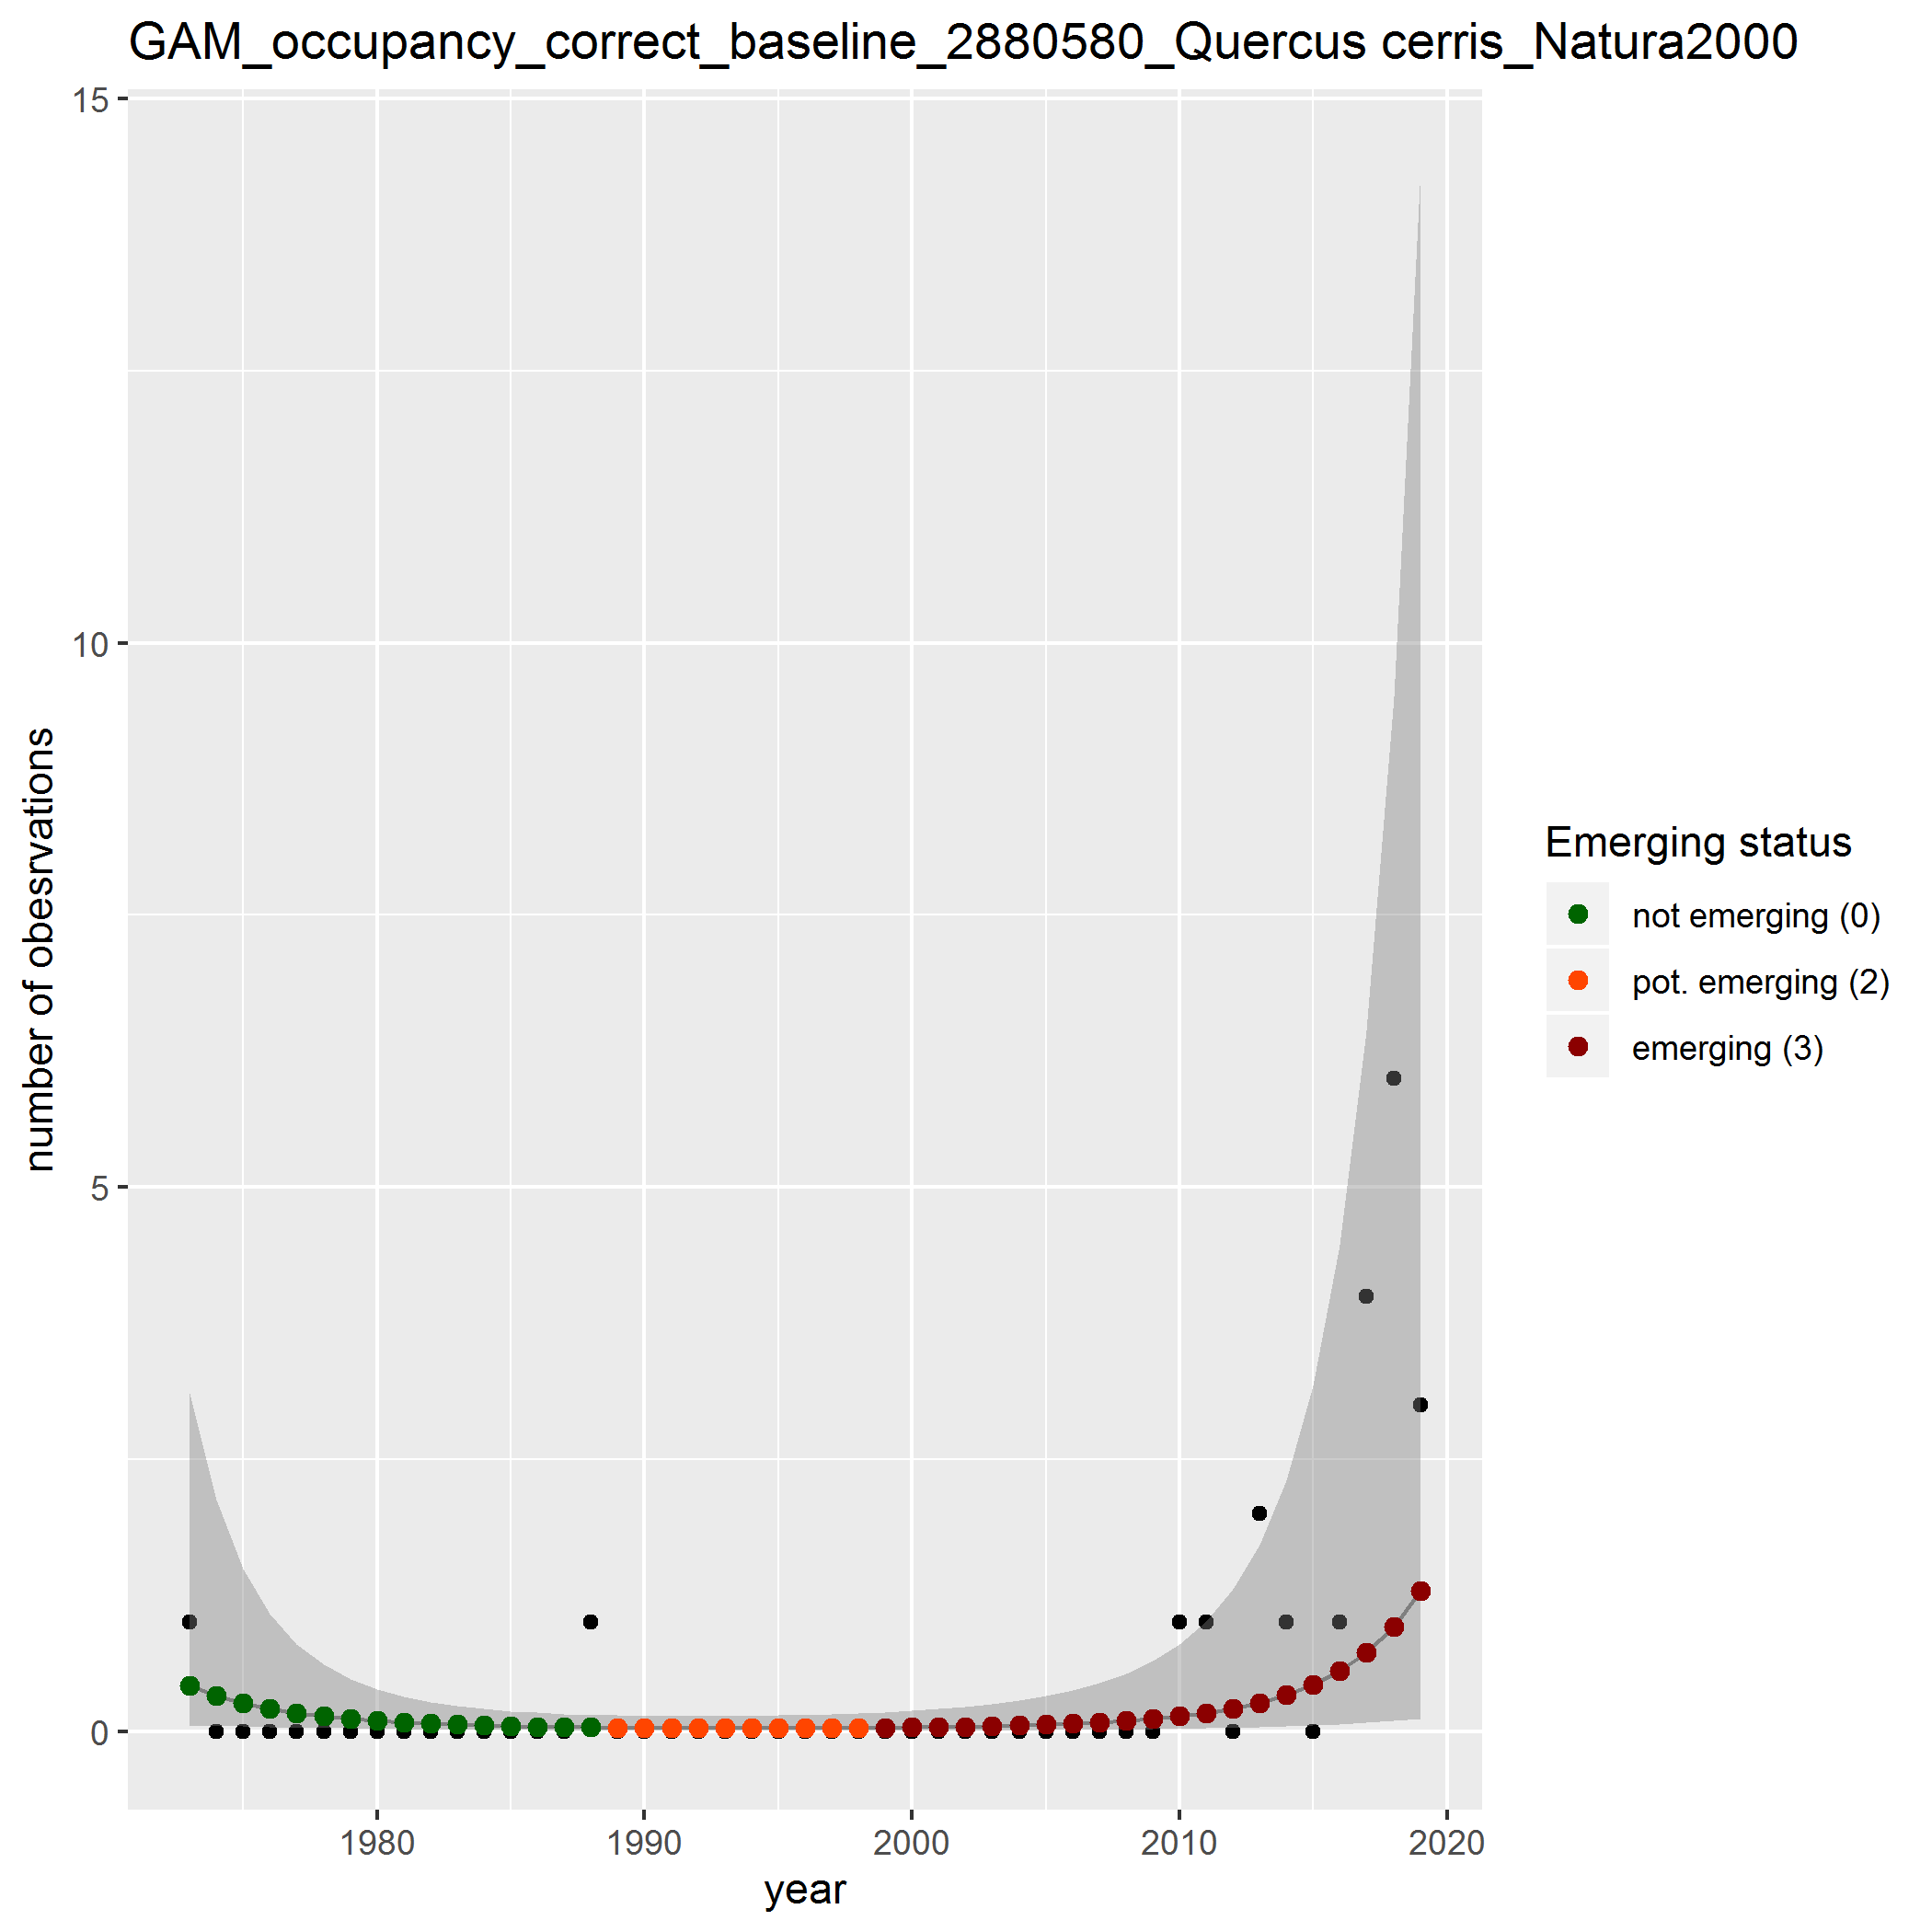 GAM_occupancy_correct_baseline_2880580_Quercus cerris_Natura2000
15
10
5
0
number of obesrvations
1980
1990
2000
2010
2020
year
Emerging status
not emerging (0)
pot. emerging (2)
emerging (3)